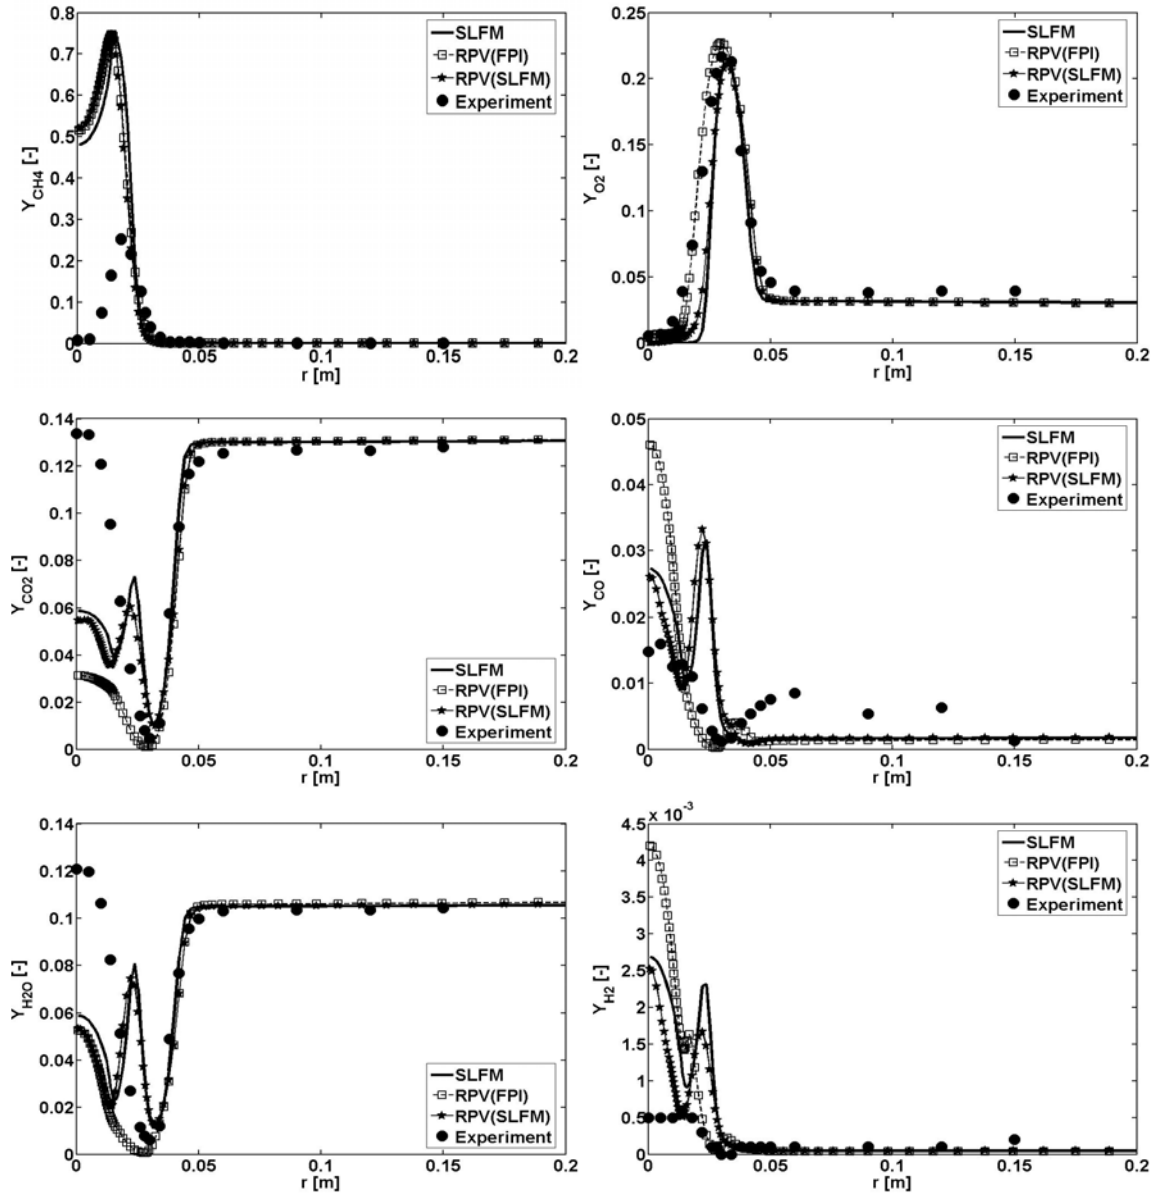 0.8
0.7
0.6
0.5
0.4
0.3
0.2
0.1
0
Y_CH4 [-]
0 0.05 0.1 0.15 0.2
r [m]
SLFM
RPV(FPI)
RPV(SLFM)
Experiment
0.25
0.2
0.15
0.1
0.05
0
Y_O2 [-]
0 0.05 0.1 0.15 0.2
r [m]
SLFM
RPV(FPI)
RPV(SLFM)
Experiment
0.14
0.12
0.1
0.08
0.06
0.04
0.02
0
Y_CO2 [-]
0 0.05 0.1 0.15 0.2
r [m]
SLFM
RPV(FPI)
RPV(SLFM)
Experiment
0.05
0.04
0.03
0.02
0.01
0
Y_CO [-]
0 0.05 0.1 0.15 0.2
r [m]
SLFM
RPV(FPI)
RPV(SLFM)
Experiment
0.14
0.12
0.1
0.08
0.06
0.04
0.02
0
Y_H2O [-]
0 0.05 0.1 0.15 0.2
r [m]
SLFM
RPV(FPI)
RPV(SLFM)
Experiment
x 10^-3
4.5
4
3.5
3
2.5
2
1.5
1
0.5
0
Y_H2 [-]
0 0.05 0.1 0.15 0.2
r [m]
SLFM
RPV(FPI)
RPV(SLFM)
Experiment